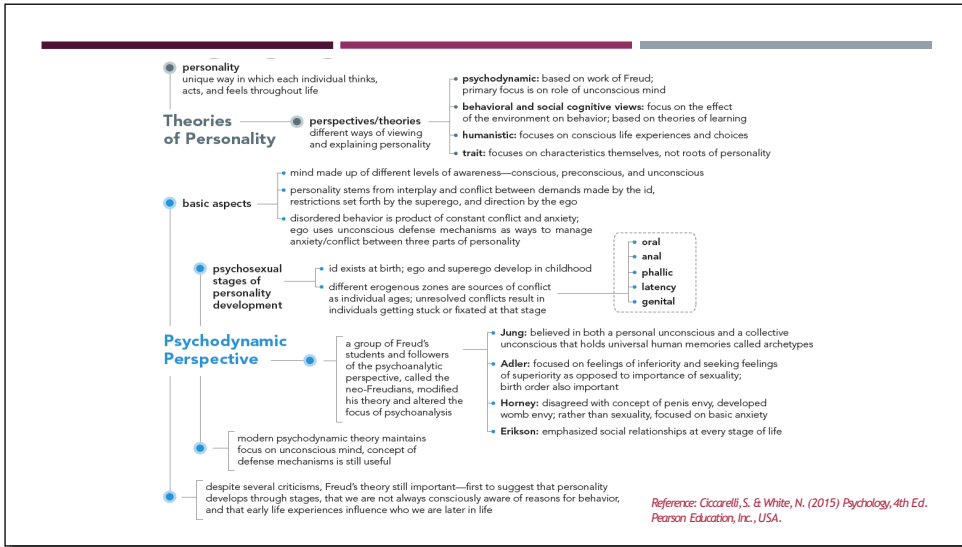 personality
unique way in which each individual thinks,
acts, and feels throughout life
Theories
of Personality
perspectives/theories
different ways of viewing
and explaining personality
psychodynamic: based on work of Freud;
primary focus is on role of unconscious mind
behavioral and social cognitive views: focus on the effect
of the environment on behavior; based on theories of learning
humanistic: focuses on conscious life experiences and choices
trait: focuses on characteristics themselves, not roots of personality
basic aspects
mind made up of different levels of awareness—conscious, preconscious, and unconscious
personality stems from interplay and conflict between demands made by the id,
restrictions set forth by the superego, and direction by the ego
disordered behavior is product of constant conflict and anxiety;
ego uses unconscious defense mechanisms as ways to manage
anxiety/conflict between three parts of personality
psychosexual
stages of
personality
development
id exists at birth; ego and superego develop in childhood
different erogenous zones are sources of conflict
as individual ages; unresolved conflicts result in
individuals getting stuck or fixated at that stage
oral
anal
phallic
latency
genital
Psychodynamic
Perspective
a group of Freud's
students and followers
of the psychoanalytic
perspective, called the
neo-Freudians, modified
his theory and altered the
focus of psychoanalysis
Jung: believed in both a personal unconscious and a collective
unconscious that holds universal human memories called archetypes
Adler: focused on feelings of inferiority and seeking feelings
of superiority as opposed to importance of sexuality;
birth order also important
Horney: disagreed with concept of penis envy, developed
womb envy; rather than sexuality, focused on basic anxiety
Erikson: emphasized social relationships at every stage of life
modern psychodynamic theory maintains
focus on unconscious mind, concept of
defense mechanisms is still useful
despite several criticisms, Freud's theory still important—first to suggest that personality
develops through stages, that we are not always consciously aware of reasons for behavior,
and that early life experiences influence who we are later in life
Reference: Ciccarelli, S. & White, N. (2015) Psychology, 4th Ed.
Pearson Education, Inc., USA.